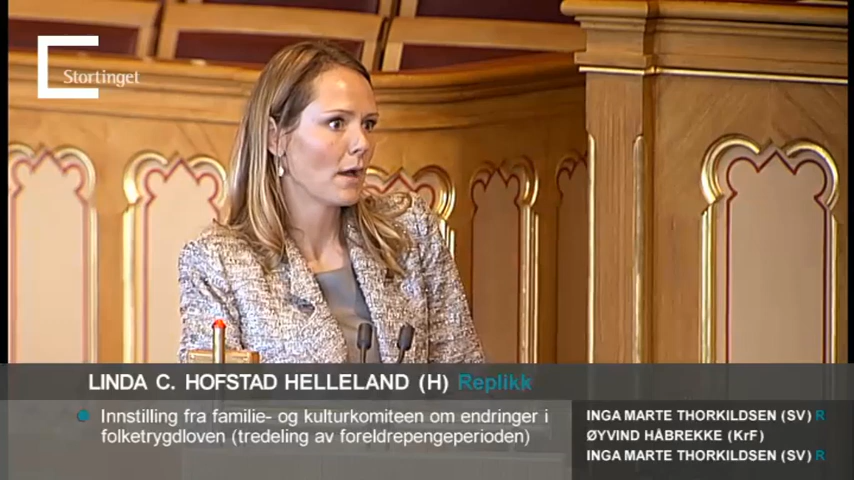 Stortinget
LINDA C. HOFSTAD HELLELAND (H) Replikk
Innstilling fra familie- og kulturkomiteen om endringer i
folketrygdloven (tredeling av foreldrepengeperioden)
INGA MARTE THORKILDSEN (SV) R
ØYVIND HÅBREKKE (KrF)
INGA MARTE THORKILDSEN (SV) R